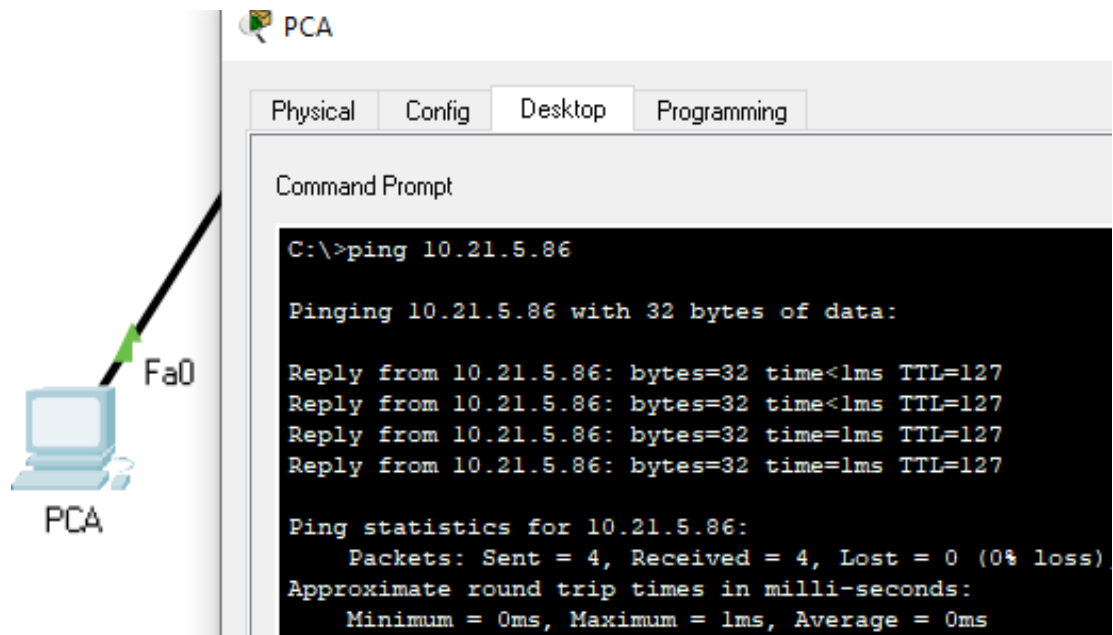 PCA
Physical Config Desktop Programming
Command Prompt
C:\>ping 10.21.5.86
Pinging 10.21.5.86 with 32 bytes of data:
Reply from 10.21.5.86: bytes=32 time<1ms TTL=127
Reply from 10.21.5.86: bytes=32 time<1ms TTL=127
Reply from 10.21.5.86: bytes=32 time=1ms TTL=127
Reply from 10.21.5.86: bytes=32 time=1ms TTL=127
Ping statistics for 10.21.5.86:
Packets: Sent = 4, Received = 4, Lost = 0 (0% loss),
Approximate round trip times in milli-seconds:
Minimum = 0ms, Maximum = 1ms, Average = 0ms
Fa0
PCA